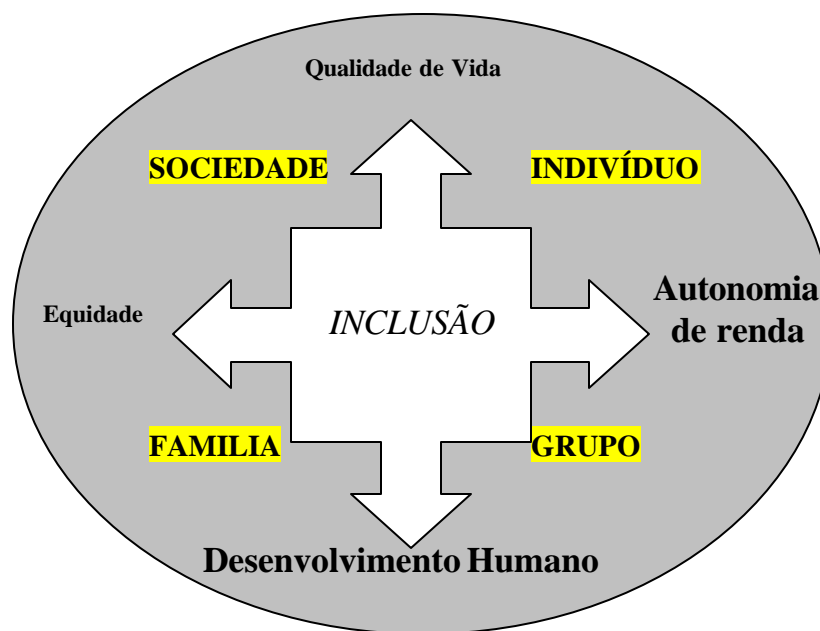 Qualidade de Vida
SOCIEDADE
INDIVÍDUO
Equidade
INCLUSÃO
Autonomia
de renda
FAMILIA
GRUPO
Desenvolvimento Humano